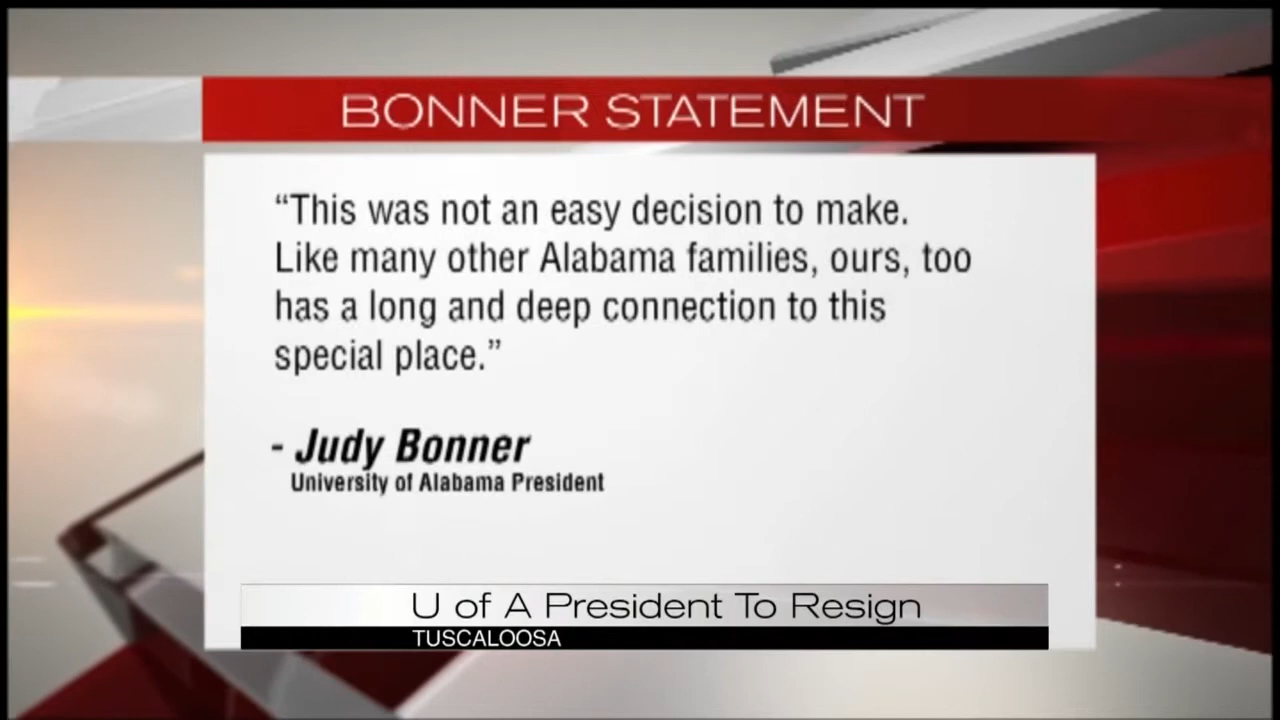 BONNER STATEMENT
“This was not an easy decision to make.
Like many other Alabama families, ours, too
has a long and deep connection to this
special place.”
- Judy Bonner
University of Alabama President
U of A President To Resign
TUSCALOOSA